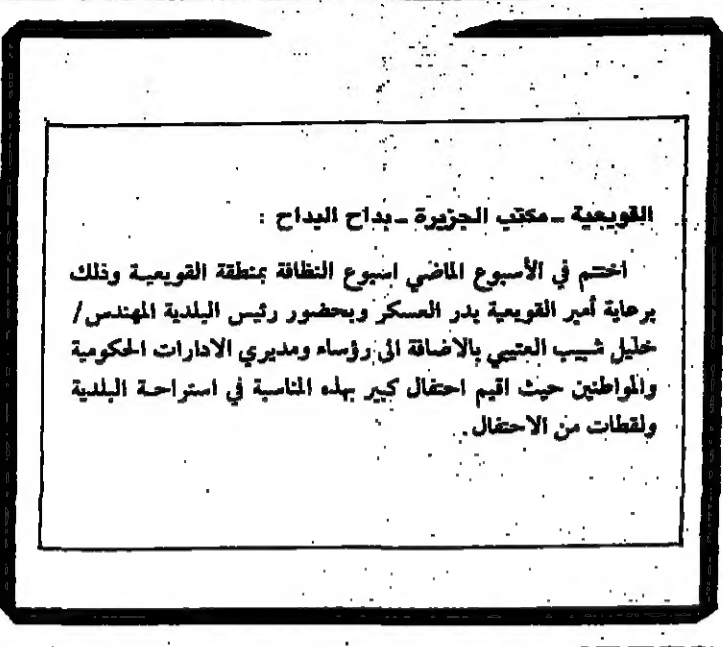 القويعية ـ مكتب الجزيرة ـ بداح البداح :
اختتم في الأسبوع الماضي اسبوع النظافة بمنطقة القويعية وذلك
برعاية أمير القويعية بدر العسكر وبحضور رئيس البلدية المهندس/
خليل شبيب العتيبي بالاضافة الى رؤساء ومديري الادارات الحكومية
والمواطنين حيث اقيم احتفال كبير بهذه المناسبة في استراحة البلدية
ولقطات من الاحتفال .